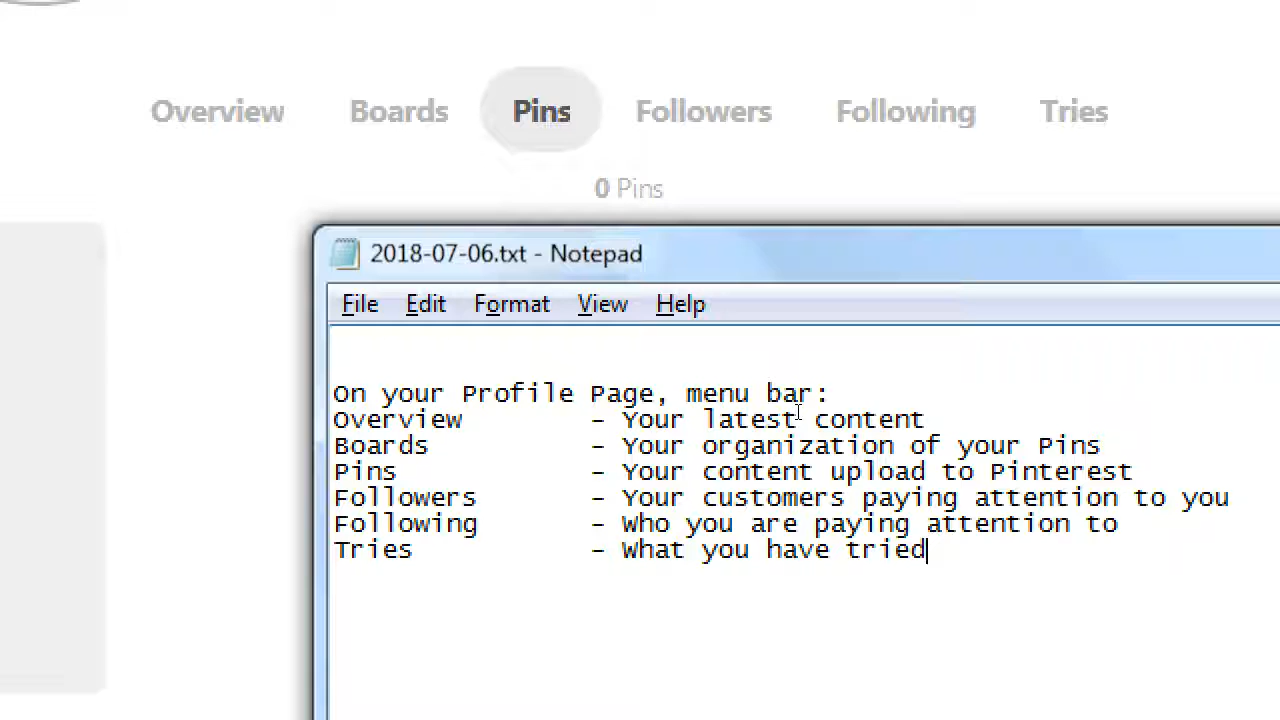 Overview Boards Pins Followers Following Tries
0 Pins
2018-07-06.txt - Notepad
File Edit Format View Help
On your Profile Page, menu bar:
Overview - Your latest content
Boards - Your organization of your Pins
Pins - Your content upload to Pinterest
Followers - Your customers paying attention to you
Following - Who you are paying attention to
Tries - What you have tried